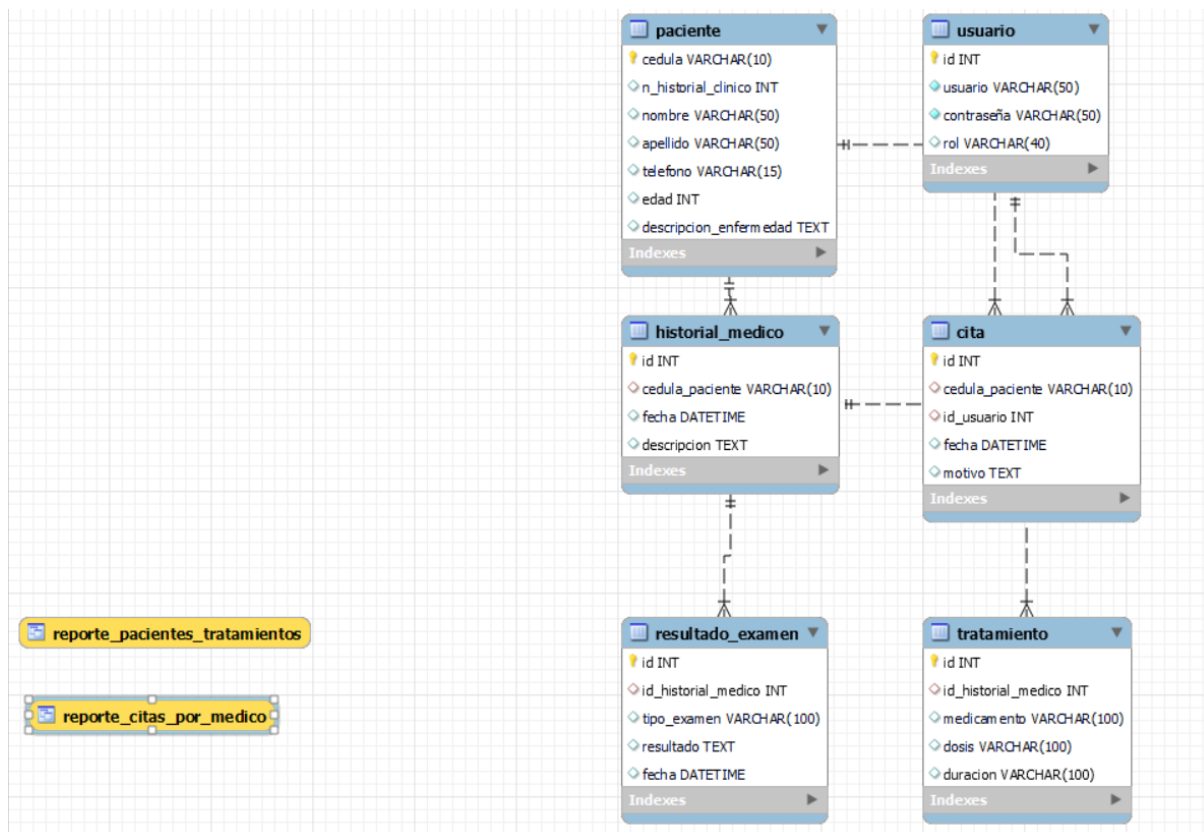 paciente
cedula VARCHAR(10)
n_historial_clinico INT
nombre VARCHAR(50)
apellido VARCHAR(50)
telefono VARCHAR(15)
edad INT
descripcion_enfermedad TEXT
Indexes
usuario
id INT
usuario VARCHAR(50)
contraseña VARCHAR(50)
rol VARCHAR(40)
Indexes
historial_medico
id INT
cedula_paciente VARCHAR(10)
fecha DATETIME
descripcion TEXT
Indexes
cita
id INT
cedula_paciente VARCHAR(10)
id_usuario INT
fecha DATETIME
motivo TEXT
Indexes
reporte_pacientes_tratamientos
reporte_citas_por_medico
resultado_examen
id INT
id_historial_medico INT
tipo_examen VARCHAR(100)
resultado TEXT
fecha DATETIME
Indexes
tratamiento
id INT
id_historial_medico INT
medicamento VARCHAR(100)
dosis VARCHAR(100)
duracion VARCHAR(100)
Indexes